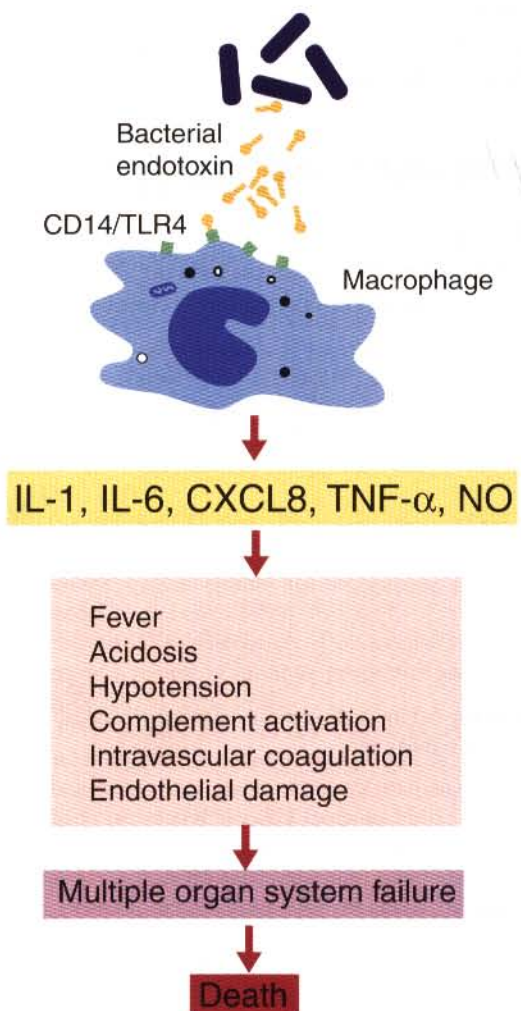 Bacterial
endotoxin
CD14/TLR4
Macrophage
IL-1, IL-6, CXCL8, TNF-α, NO
Fever
Acidosis
Hypotension
Complement activation
Intravascular coagulation
Endothelial damage
Multiple organ system failure
Death